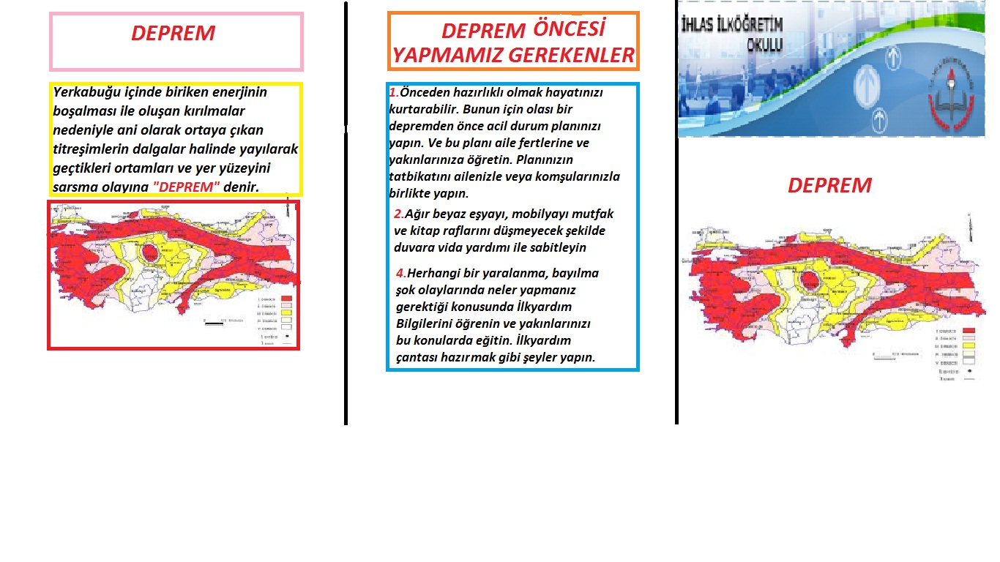 DEPREM
Yerkabuğu içinde biriken enerjinin
boşalması ile oluşan kırılmalar
nedeniyle ani olarak ortaya çıkan
titreşimlerin dalgalar halinde yayılarak
geçtikleri ortamları ve yer yüzeyini
sarsma olayına "DEPREM" denir.
DEPREM ÖNCESİ
YAPMAMIZ GEREKENLER
1.Önceden hazırlıklı olmak hayatınızı
kurtarabilir. Bunun için olası bir
depremden önce acil durum planınızı
yapın. Ve bu planı aile fertlerine ve
yakınlarınıza öğretin. Planınızın
tatbikatını ailenizle veya komşularınızla
birlikte yapın.
2.Ağır beyaz eşyayı, mobilyayı mutfak
ve kitap raflarını düşmeyecek şekilde
duvara vida yardımı ile sabitleyin
4.Herhangi bir yaralanma, bayılma
şok olaylarında neler yapmanız
gerektiği konusunda İlkyardım
Bilgilerini öğrenin ve yakınlarınızı
bu konularda eğitin. İlkyardım
çantası hazırmak gibi şeyler yapın.
İHLAS İLKÖĞRETİM
OKULU
DEPREM